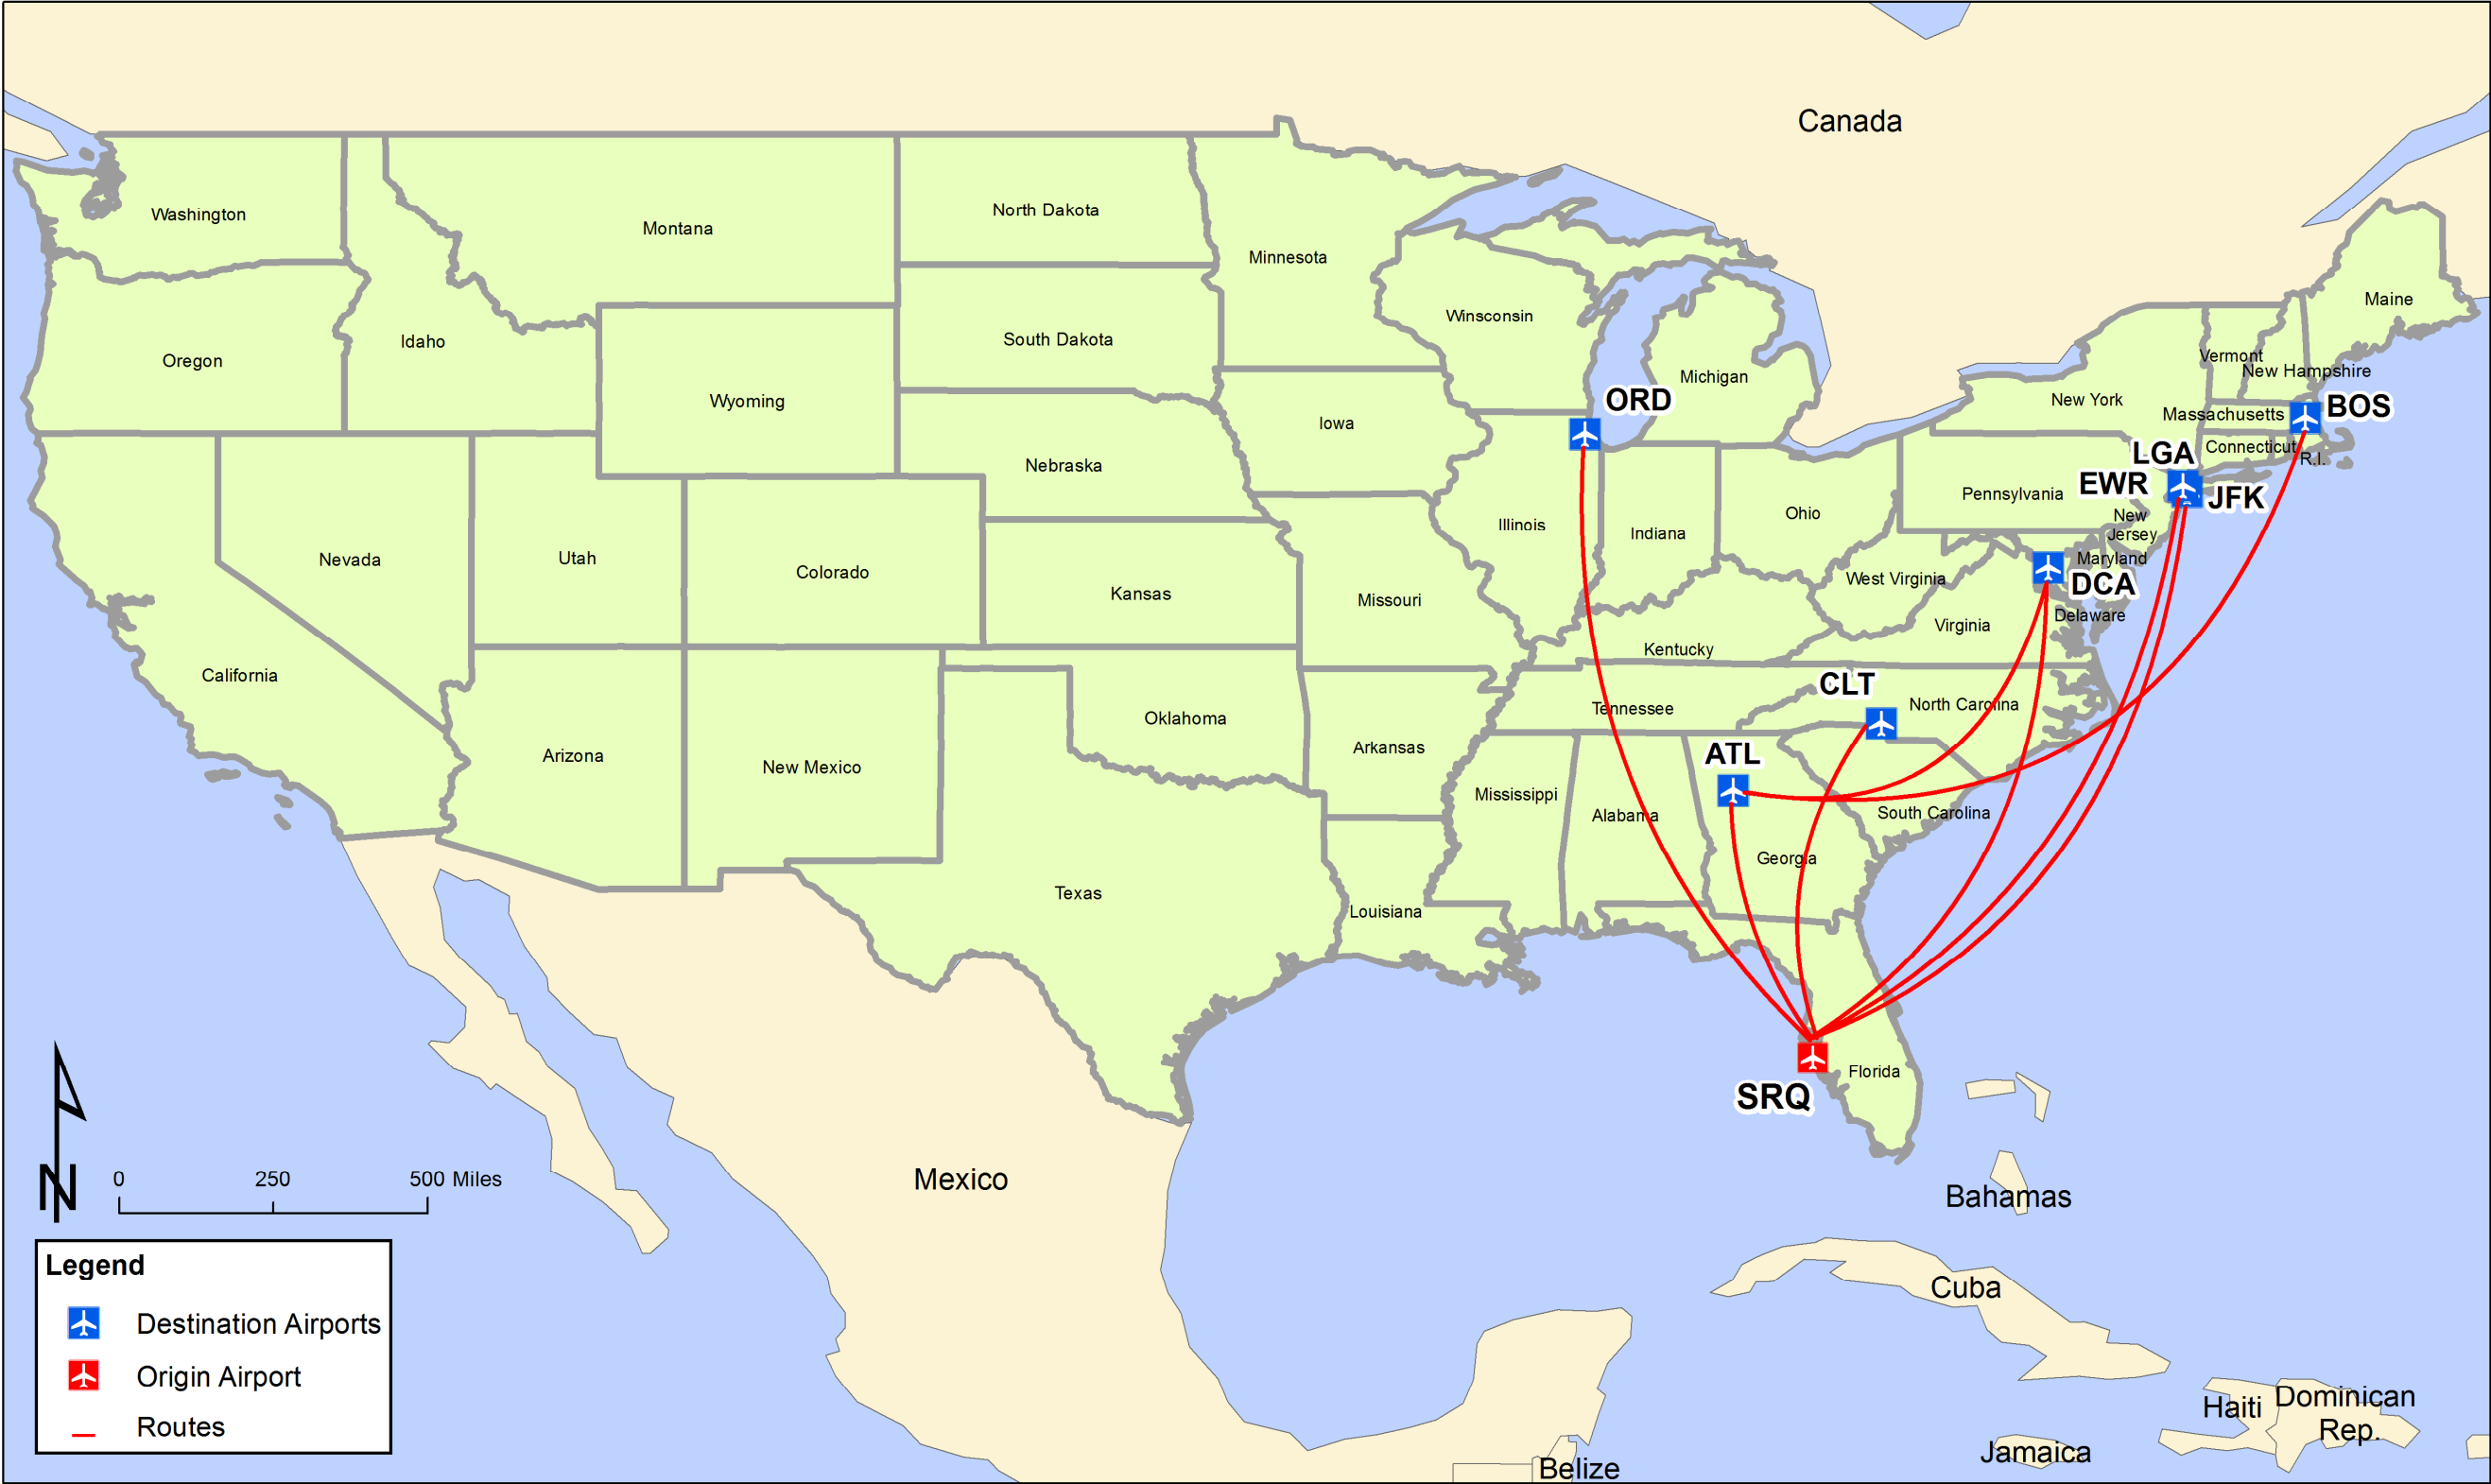 Canada
Washington
Montana
North Dakota
Minnesota
Maine
Winsconsin
South Dakota
Idaho
Oregon
Vermont
New Hampshire
Michigan
New York
Wyoming
ORD
BOS
Massachusetts
Iowa
Connecticut
R.I.
LGA
EWR
JFK
Nebraska
Pennsylvania
Ohio
Illinois
Indiana
New
Jersey
Maryland
Nevada
Utah
Colorado
Kansas
Missouri
West Virginia
DCA
Delaware
Virginia
Kentucky
California
CLT
North Carolina
Tennessee
Oklahoma
Arkansas
Arizona
New Mexico
ATL
Mississippi
Alabama
South Carolina
Georgia
Texas
Louisiana
Florida
SRQ
Mexico
Bahamas
Cuba
Haiti
Dominican
Rep.
Jamaica
Belize
N
0 250 500 Miles
Legend
Destination Airports
Origin Airport
Routes